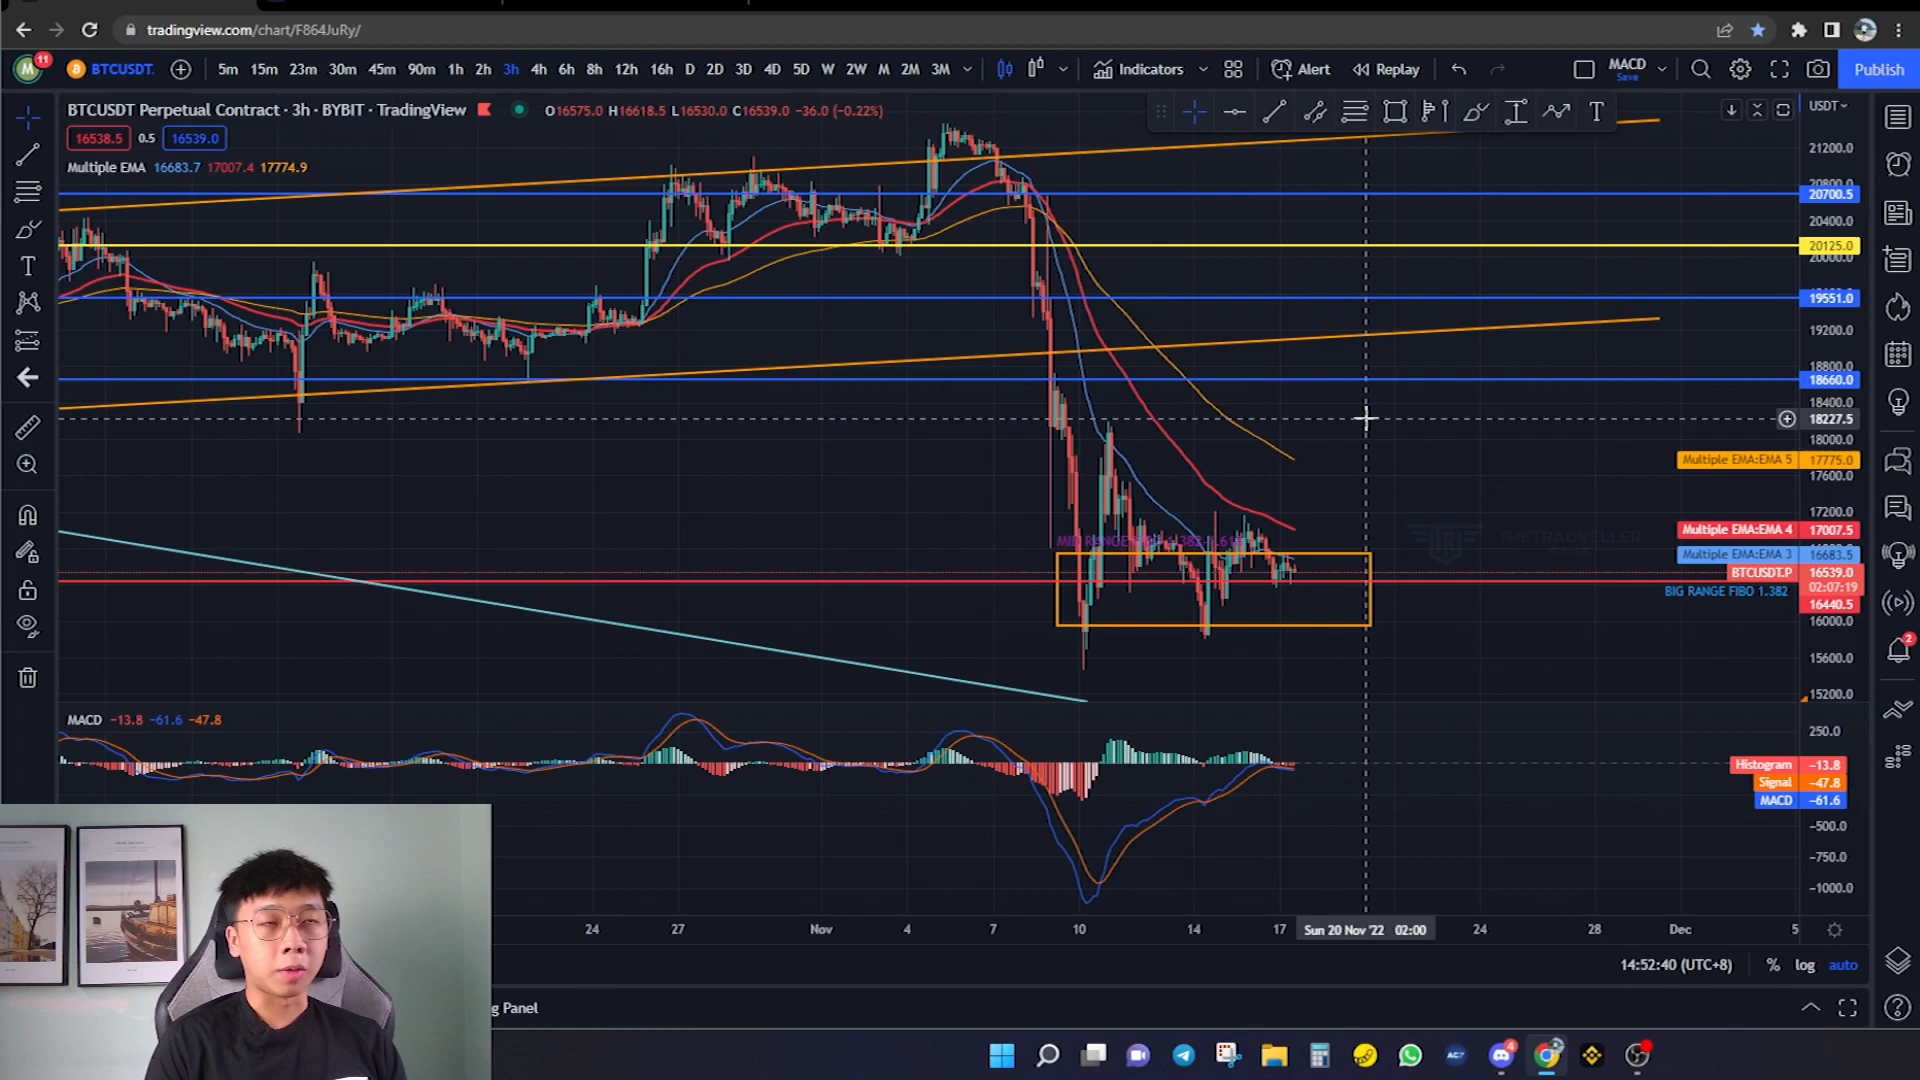 tradingview.com/chart/F864JuRy/
M 11 BTCUSDT. 5m 15m 23m 30m 45m 90m 1h 2h 3h 4h 6h 8h 12h 16h D 2D 3D 4D 5D W 2W M 2M 3M Indicators Alert Replay MACD Save Publish
BTCUSDT Perpetual Contract · 3h · BYBIT · TradingView O16575.0 H16618.5 L16530.0 C16539.0 −36.0 (−0.22%) USDT
16538.5 0.5 16539.0
Multiple EMA 16683.7 17007.4 17774.9
21200.0
20700.5
20400.0
20125.0
20000.0
19551.0
19200.0
18800.0
18660.0
18400.0
18227.5
18000.0
Multiple EMA:EMA 5 17775.0
17600.0
17200.0
Multiple EMA:EMA 4 17007.5
THETRADVELLER
Multiple EMA:EMA 3 16683.5
BTCUSDT.P 16539.0
02:07:19
BIG RANGE FIBO 1.382
16440.5
16000.0
15600.0
15200.0
MACD −13.8 −61.6 −47.8
250.0
Histogram −13.8
Signal −47.8
MACD −61.6
−500.0
−750.0
−1000.0
24 27 Nov 4 7 10 14 17 Sun 20 Nov '22 02:00 24 28 Dec 5
14:52:40 (UTC+8) % log auto
g Panel
2
4